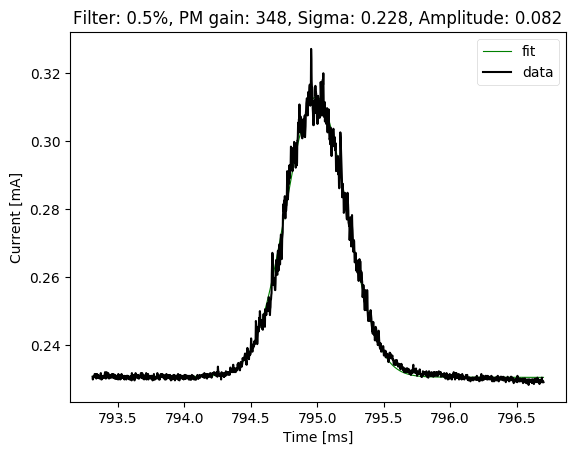 Filter: 0.5%, PM gain: 348, Sigma: 0.228, Amplitude: 0.082
fit
data
0.32
0.30
0.28
0.26
0.24
Current [mA]
793.5 794.0 794.5 795.0 795.5 796.0 796.5
Time [ms]